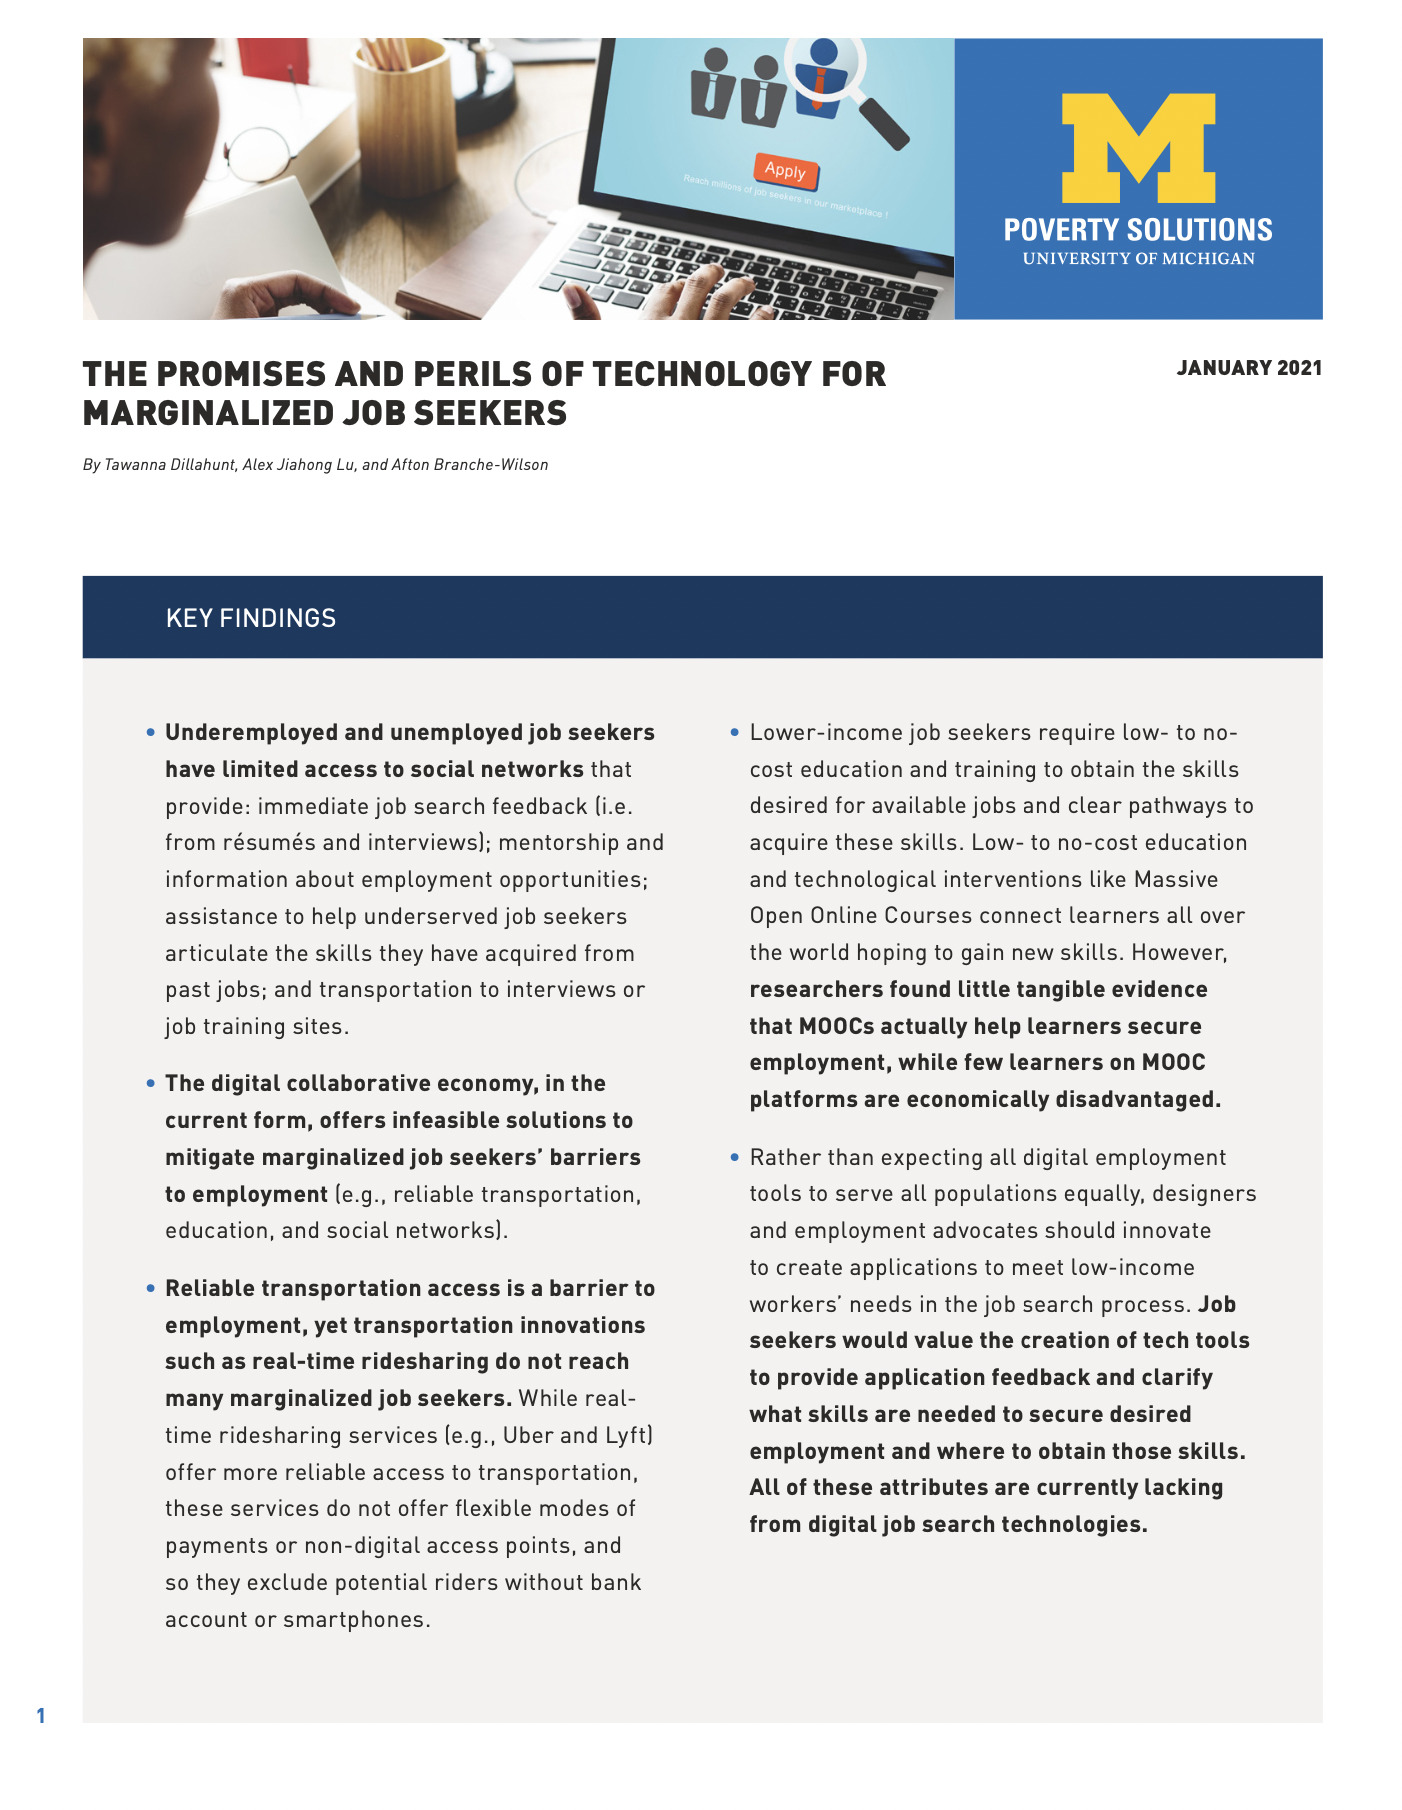 Apply
Reach millions of job seekers in our marketplace !
M
POVERTY SOLUTIONS
UNIVERSITY OF MICHIGAN
THE PROMISES AND PERILS OF TECHNOLOGY FOR
MARGINALIZED JOB SEEKERS
JANUARY 2021
By Tawanna Dillahunt, Alex Jiahong Lu, and Afton Branche-Wilson
KEY FINDINGS
• Underemployed and unemployed job seekers
have limited access to social networks that
provide: immediate job search feedback (i.e.
from résumés and interviews); mentorship and
information about employment opportunities;
assistance to help underserved job seekers
articulate the skills they have acquired from
past jobs; and transportation to interviews or
job training sites.
• The digital collaborative economy, in the
current form, offers infeasible solutions to
mitigate marginalized job seekers’ barriers
to employment (e.g., reliable transportation,
education, and social networks).
• Reliable transportation access is a barrier to
employment, yet transportation innovations
such as real-time ridesharing do not reach
many marginalized job seekers. While real-
time ridesharing services (e.g., Uber and Lyft)
offer more reliable access to transportation,
these services do not offer flexible modes of
payments or non-digital access points, and
so they exclude potential riders without bank
account or smartphones.
• Lower-income job seekers require low- to no-
cost education and training to obtain the skills
desired for available jobs and clear pathways to
acquire these skills. Low- to no-cost education
and technological interventions like Massive
Open Online Courses connect learners all over
the world hoping to gain new skills. However,
researchers found little tangible evidence
that MOOCs actually help learners secure
employment, while few learners on MOOC
platforms are economically disadvantaged.
• Rather than expecting all digital employment
tools to serve all populations equally, designers
and employment advocates should innovate
to create applications to meet low-income
workers’ needs in the job search process. Job
seekers would value the creation of tech tools
to provide application feedback and clarify
what skills are needed to secure desired
employment and where to obtain those skills.
All of these attributes are currently lacking
from digital job search technologies.
1